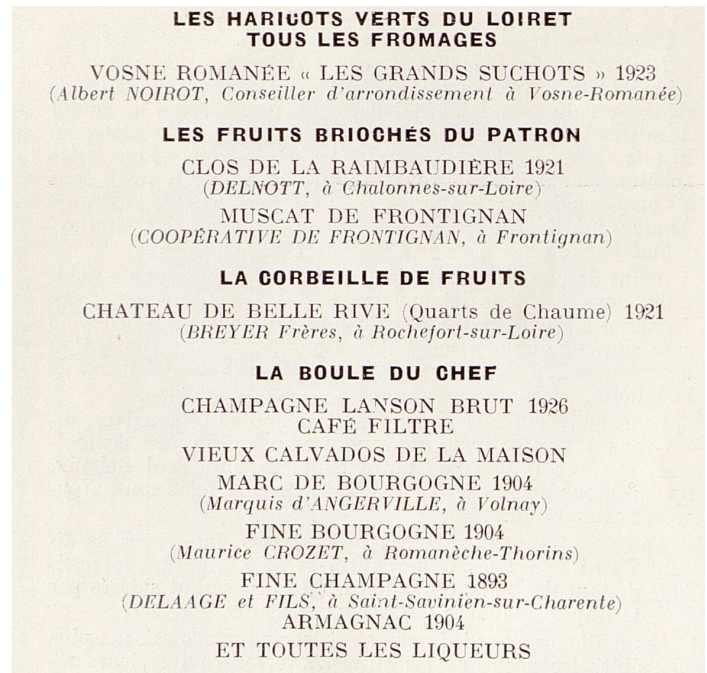 LES HARICOTS VERTS DU LOIRET
TOUS LES FROMAGES
VOSNE ROMANÉE « LES GRANDS SUCHOTS » 1923
(Albert NOIROT, Conseiller d'arrondissement à Vosne-Romanée)
LES FRUITS BRIOCHÉS DU PATRON
CLOS DE LA RAIMBAUDIÈRE 1921
(DELNOTT, à Chalonnes-sur-Loire)
MUSCAT DE FRONTIGNAN
(COOPÉRATIVE DE FRONTIGNAN, à Frontignan)
LA CORBEILLE DE FRUITS
CHATEAU DE BELLE RIVE (Quarts de Chaume) 1921
(BREYER Frères, à Rochefort-sur-Loire)
LA BOULE DU CHEF
CHAMPAGNE LANSON BRUT 1926
CAFÉ FILTRE
VIEUX CALVADOS DE LA MAISON
MARC DE BOURGOGNE 1904
(Marquis d'ANGERVILLE, à Volnay)
FINE BOURGOGNE 1904
(Maurice CROZET, à Romanèche-Thorins)
FINE CHAMPAGNE 1893
(DELAAGE et FILS, à Saint-Savinien-sur-Charente)
ARMAGNAC 1904
ET TOUTES LES LIQUEURS